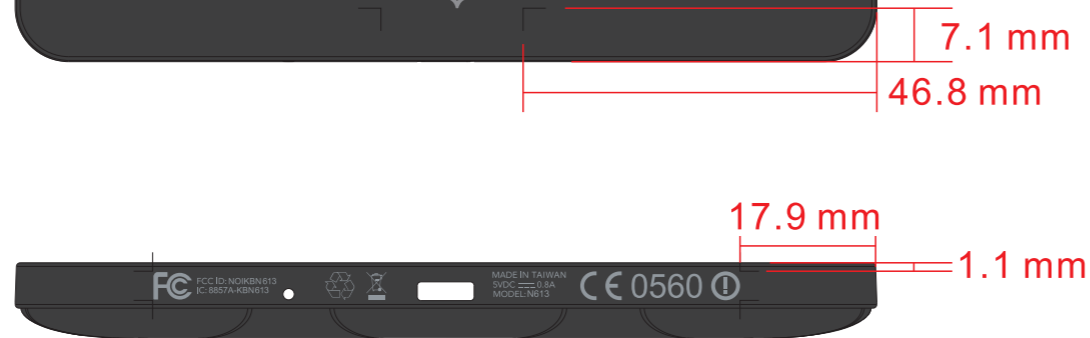 7.1 mm
46.8 mm
17.9 mm
1.1 mm
FC FCC ID: NOIKBN613
IC: 8857A-KBN613
MADE IN TAIWAN
5VDC 0.8A
MODEL: N613
CE 0560